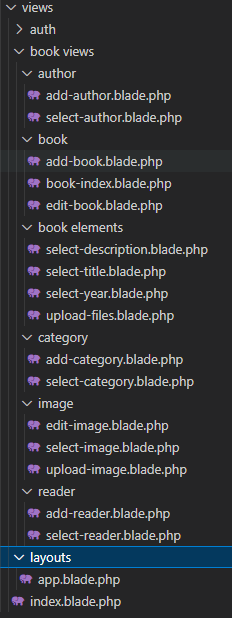 views
auth
book views
author
add-author.blade.php
select-author.blade.php
book
add-book.blade.php
book-index.blade.php
edit-book.blade.php
book elements
select-description.blade.php
select-title.blade.php
select-year.blade.php
upload-files.blade.php
category
add-category.blade.php
select-category.blade.php
image
edit-image.blade.php
select-image.blade.php
upload-image.blade.php
reader
add-reader.blade.php
select-reader.blade.php
layouts
app.blade.php
index.blade.php